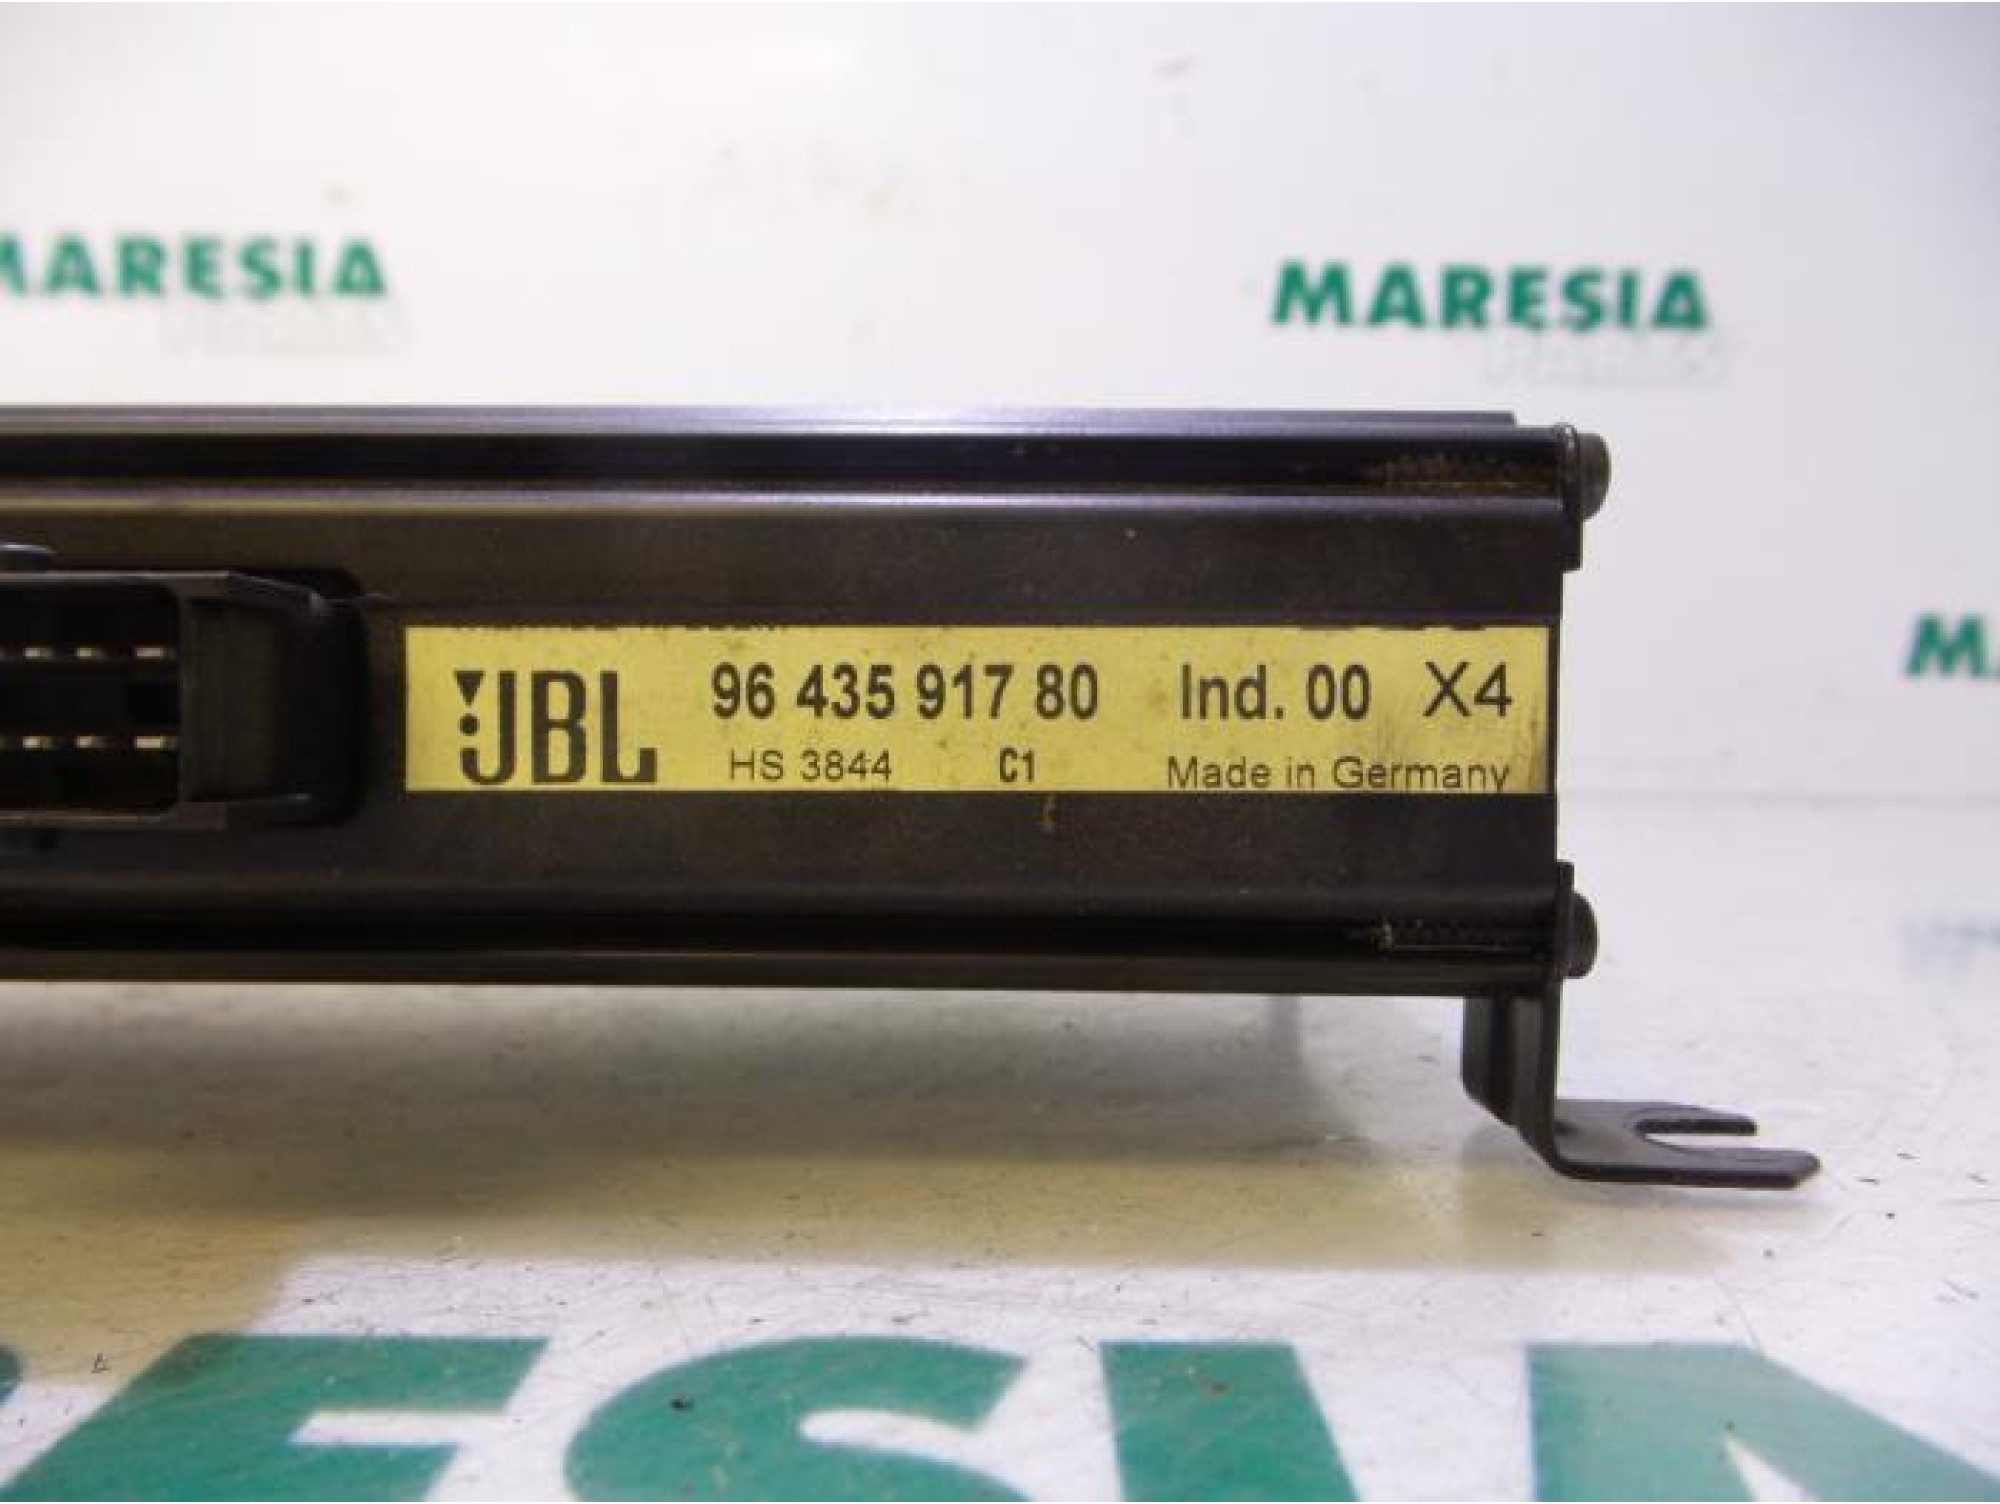 MARESIA
MARESIA
JBL 96 435 917 80 Ind. 00 X4
HS 3844 C1 Made in Germany